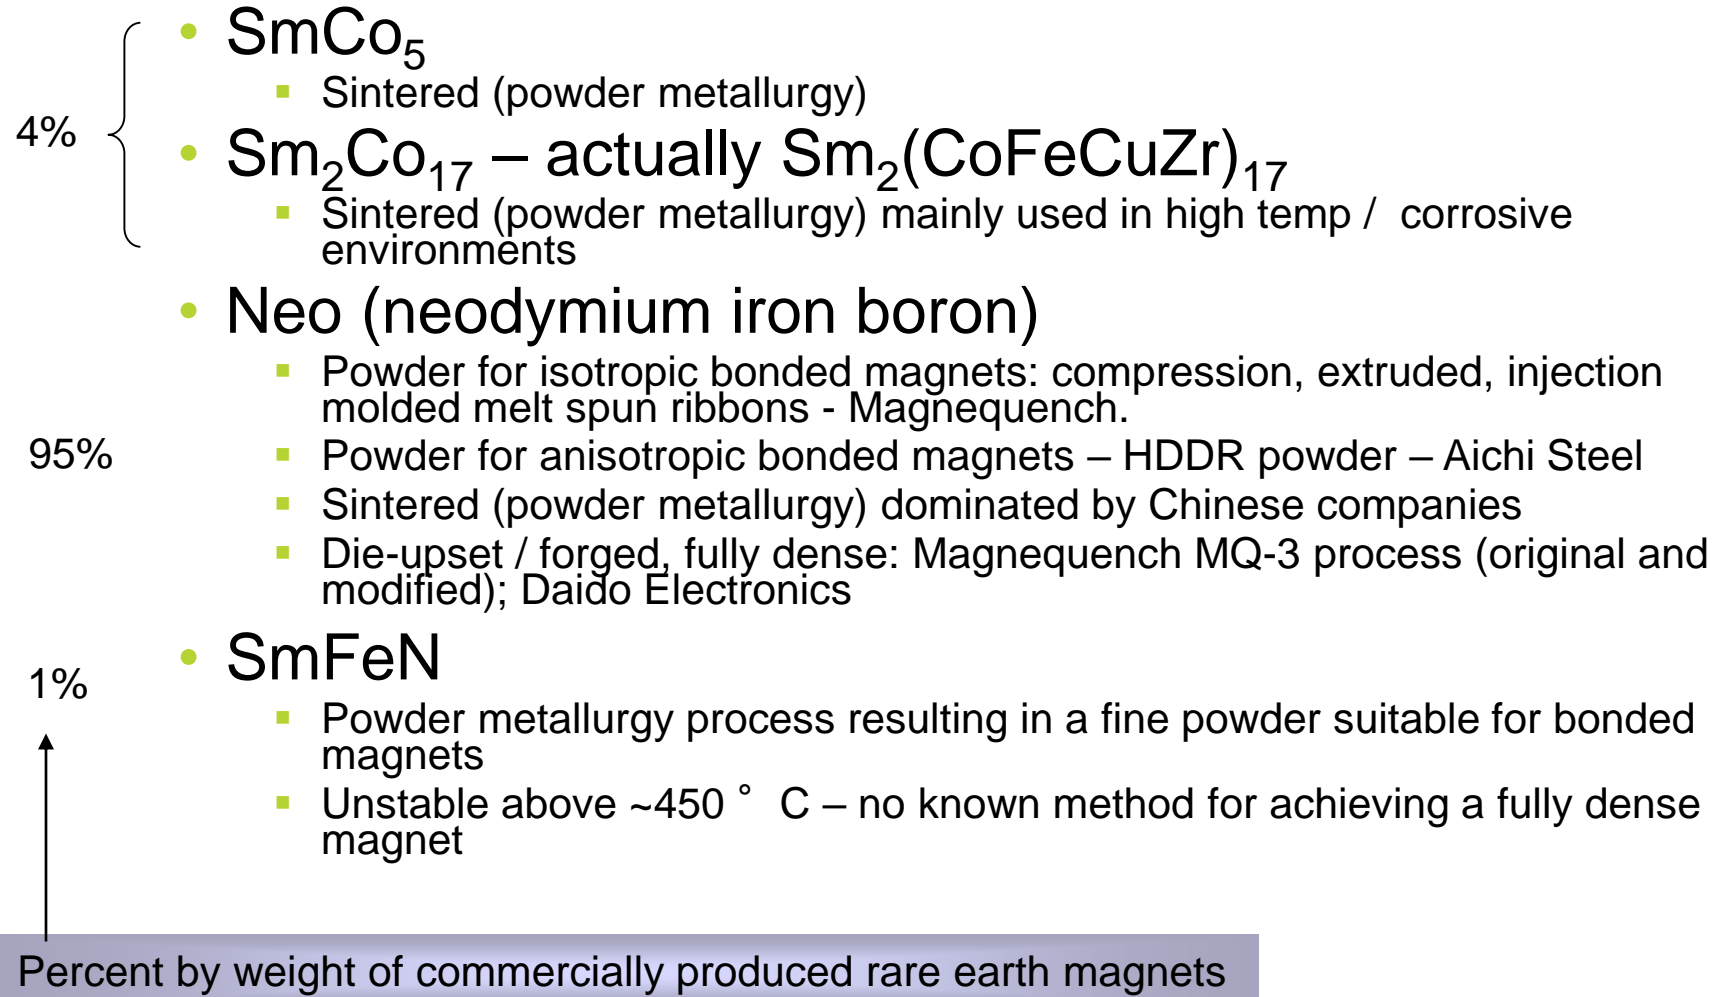 • SmCo₅
▪ Sintered (powder metallurgy)
4%
• Sm₂Co₁₇ – actually Sm₂(CoFeCuZr)₁₇
▪ Sintered (powder metallurgy) mainly used in high temp / corrosive
environments
• Neo (neodymium iron boron)
▪ Powder for isotropic bonded magnets: compression, extruded, injection
molded melt spun ribbons - Magnequench.
95%
▪ Powder for anisotropic bonded magnets – HDDR powder – Aichi Steel
▪ Sintered (powder metallurgy) dominated by Chinese companies
▪ Die-upset / forged, fully dense: Magnequench MQ-3 process (original and
modified); Daido Electronics
• SmFeN
1%
▪ Powder metallurgy process resulting in a fine powder suitable for bonded
magnets
▪ Unstable above ~450 ° C – no known method for achieving a fully dense
magnet
Percent by weight of commercially produced rare earth magnets